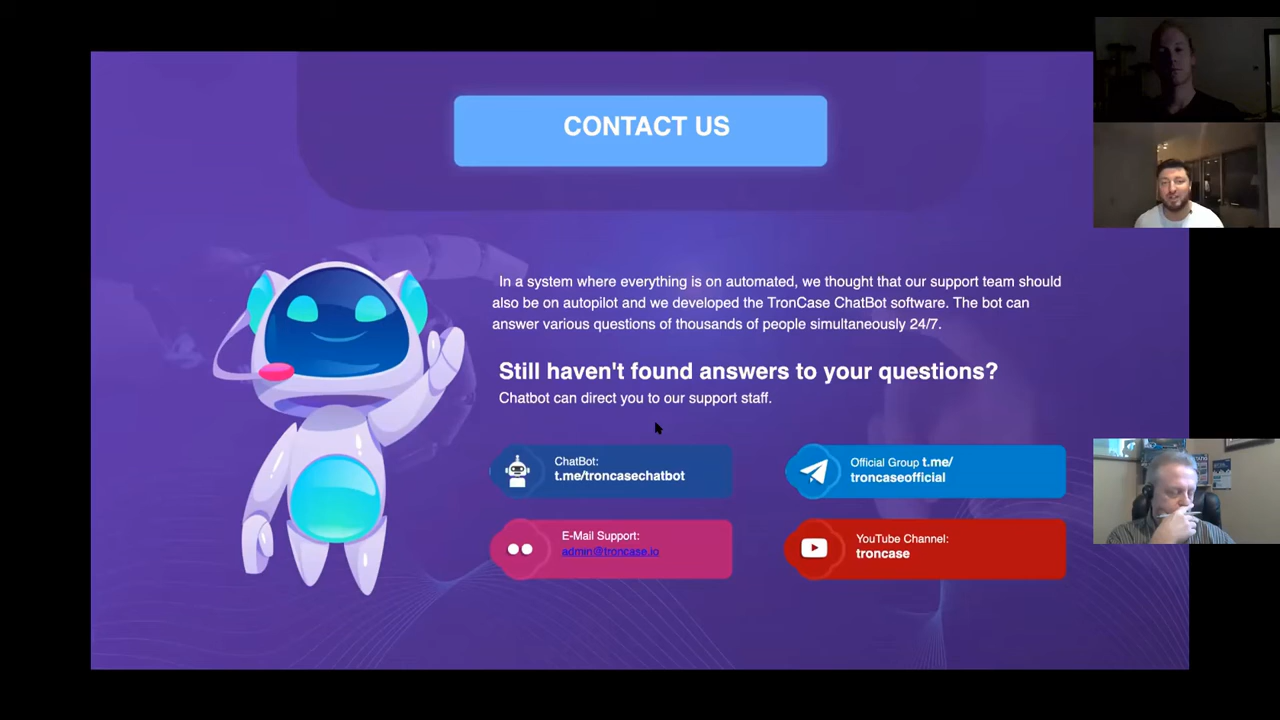 CONTACT US
In a system where everything is on automated, we thought that our support team should
also be on autopilot and we developed the TronCase ChatBot software. The bot can
answer various questions of thousands of people simultaneously 24/7.
Still haven't found answers to your questions?
Chatbot can direct you to our support staff.
ChatBot:
t.me/troncasechatbot
Official Group t.me/
troncaseofficial
E-Mail Support:
admin@troncase.io
YouTube Channel:
troncase